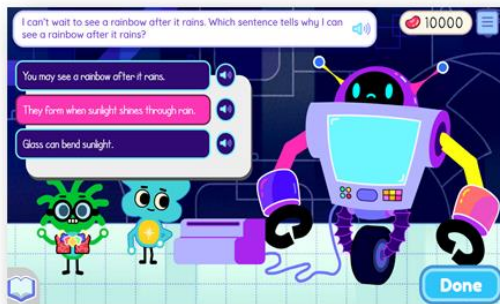 I can't wait to see a rainbow after it rains. Which sentence tells why I can
see a rainbow after it rains?
10000
You may see a rainbow after it rains.
They form when sunlight shines through rain.
Glass can bend sunlight.
Done